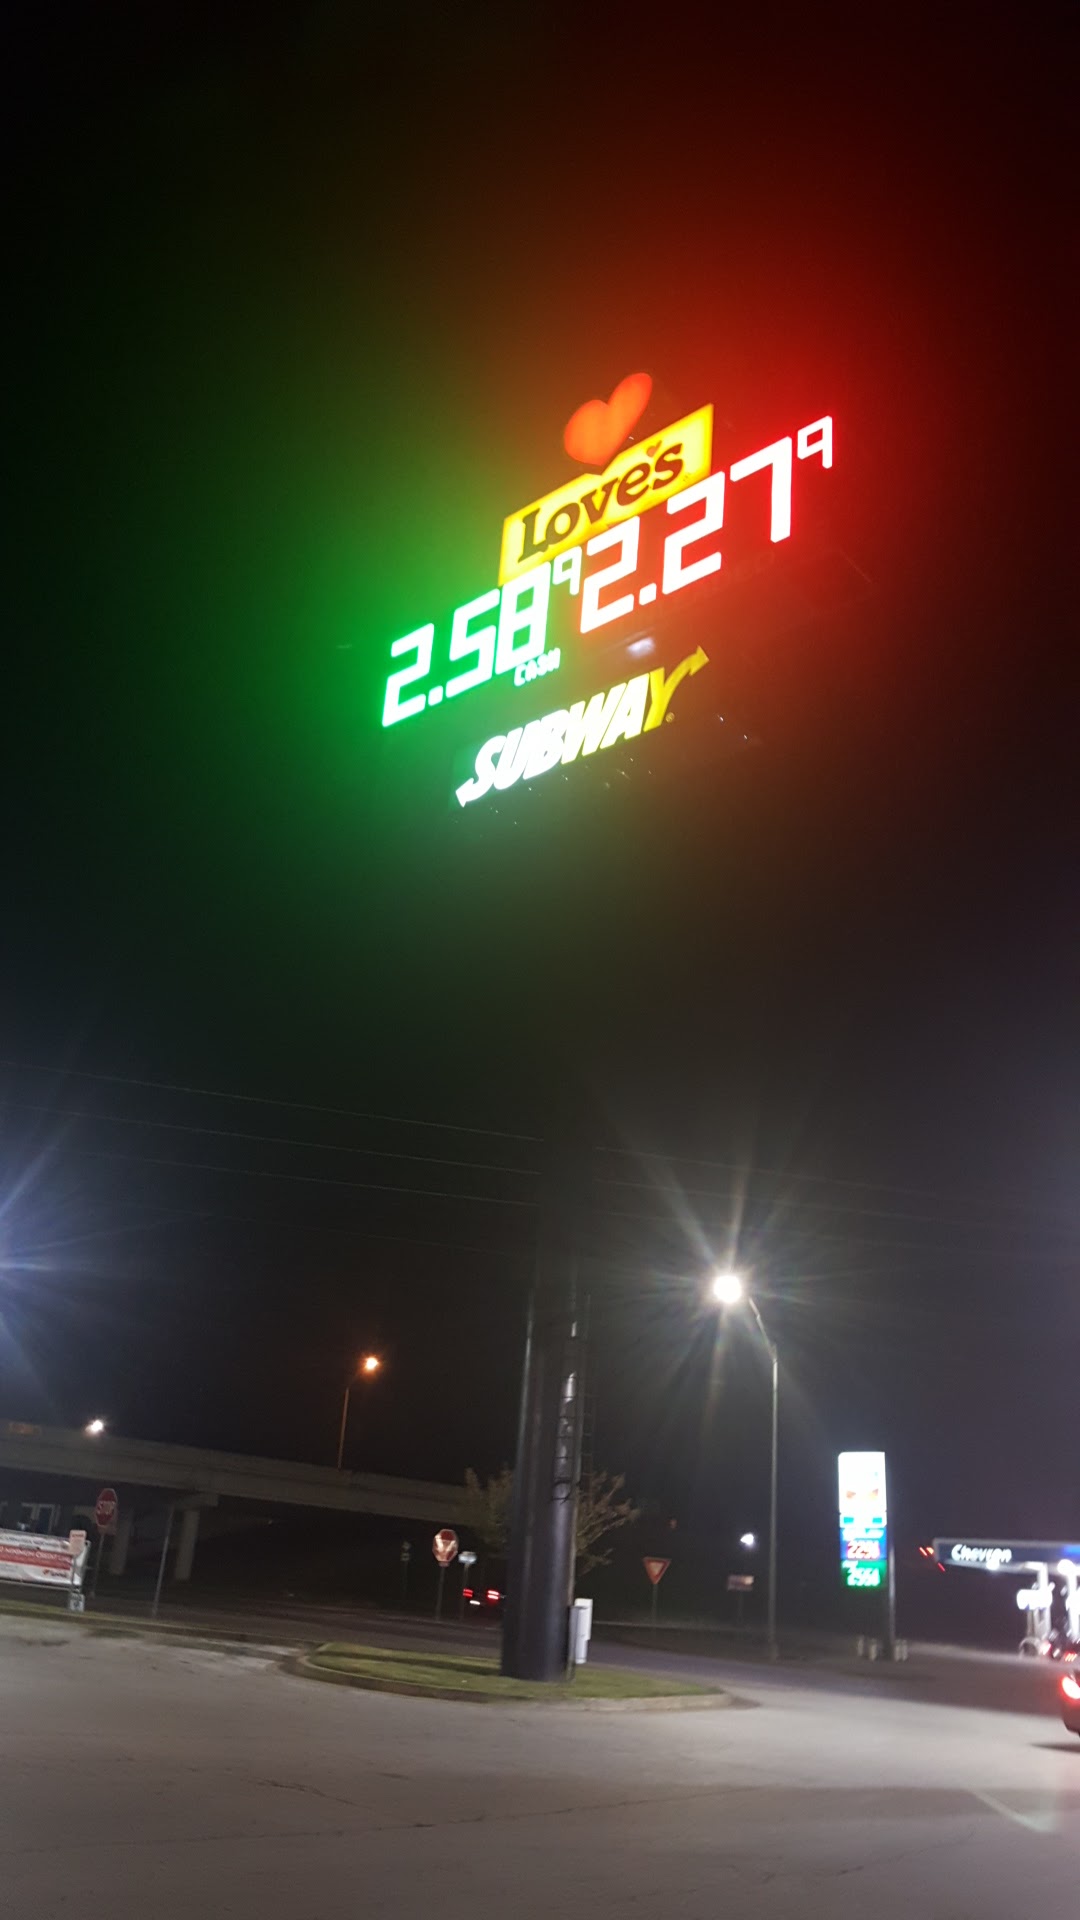 Love's
2.58⁹ 2.27⁹
CASH
SUBWAY
STOP
Chevron